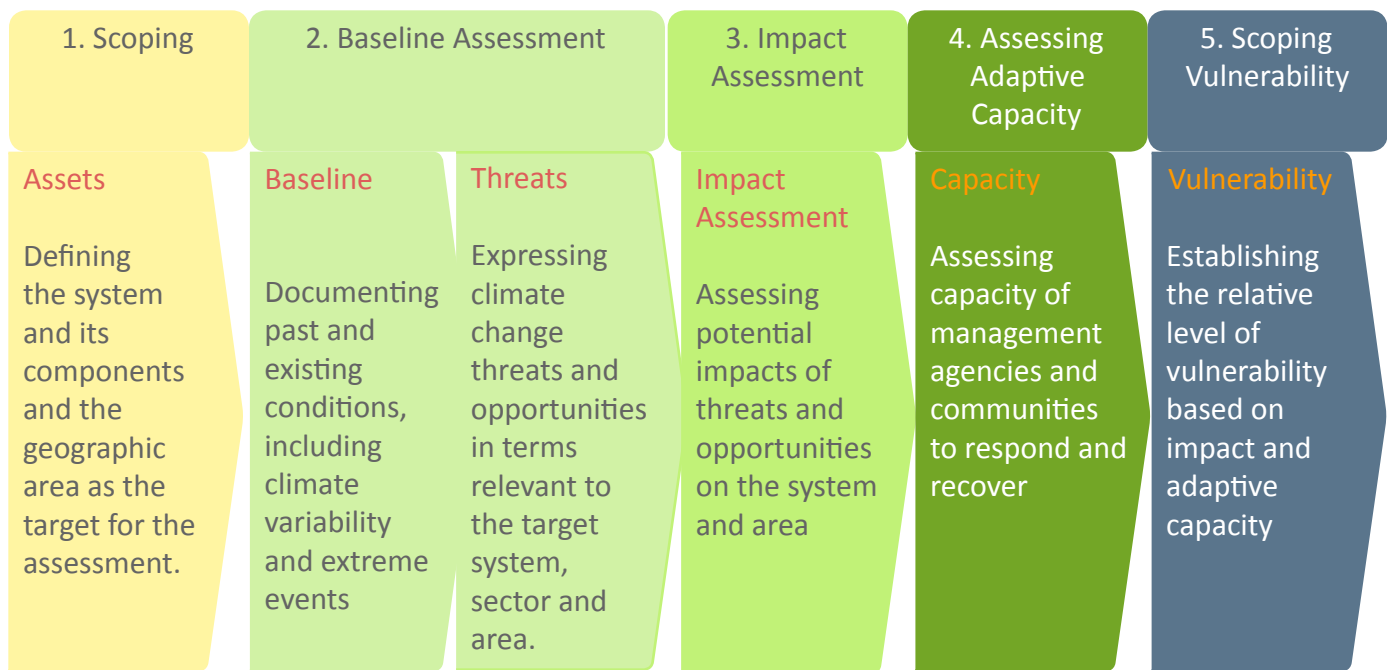 1. Scoping
2. Baseline Assessment
3. Impact
Assessment
4. Assessing
Adaptive
Capacity
5. Scoping
Vulnerability
Assets
Defining
the system
and its
components
and the
geographic
area as the
target for the
assessment.
Baseline
Documenting
past and
existing
conditions,
including
climate
variability
and extreme
events
Threats
Expressing
climate
change
threats and
opportunities
in terms
relevant to
the target
system,
sector and
area.
Impact
Assessment
Assessing
potential
impacts of
threats and
opportunities
on the system
and area
Capacity
Assessing
capacity of
management
agencies and
communities
to respond and
recover
Vulnerability
Establishing
the relative
level of
vulnerability
based on
impact and
adaptive
capacity